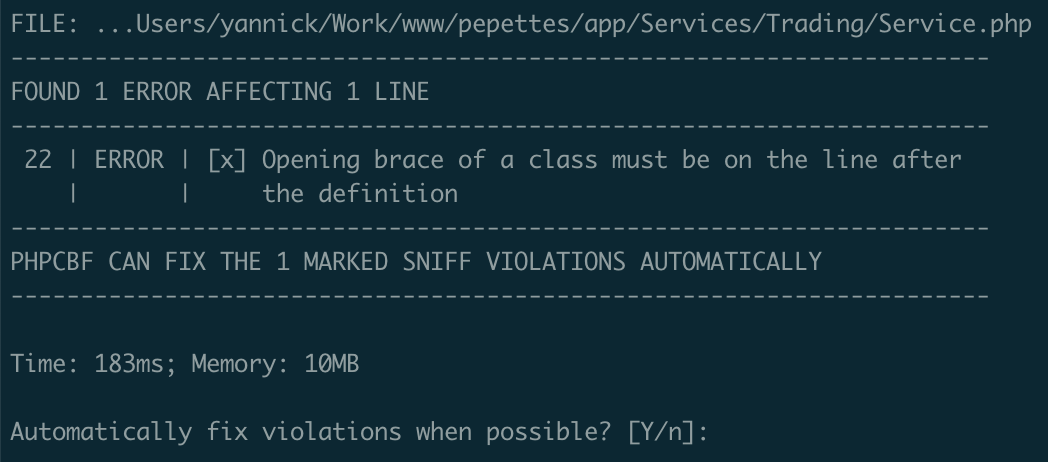 FILE: ...Users/yannick/Work/www/pepettes/app/Services/Trading/Service.php
----------------------------------------------------------------------
FOUND 1 ERROR AFFECTING 1 LINE
----------------------------------------------------------------------
 22 | ERROR | [x] Opening brace of a class must be on the line after
    |       |     the definition
----------------------------------------------------------------------
PHPCBF CAN FIX THE 1 MARKED SNIFF VIOLATIONS AUTOMATICALLY
----------------------------------------------------------------------
Time: 183ms; Memory: 10MB
Automatically fix violations when possible? [Y/n]: